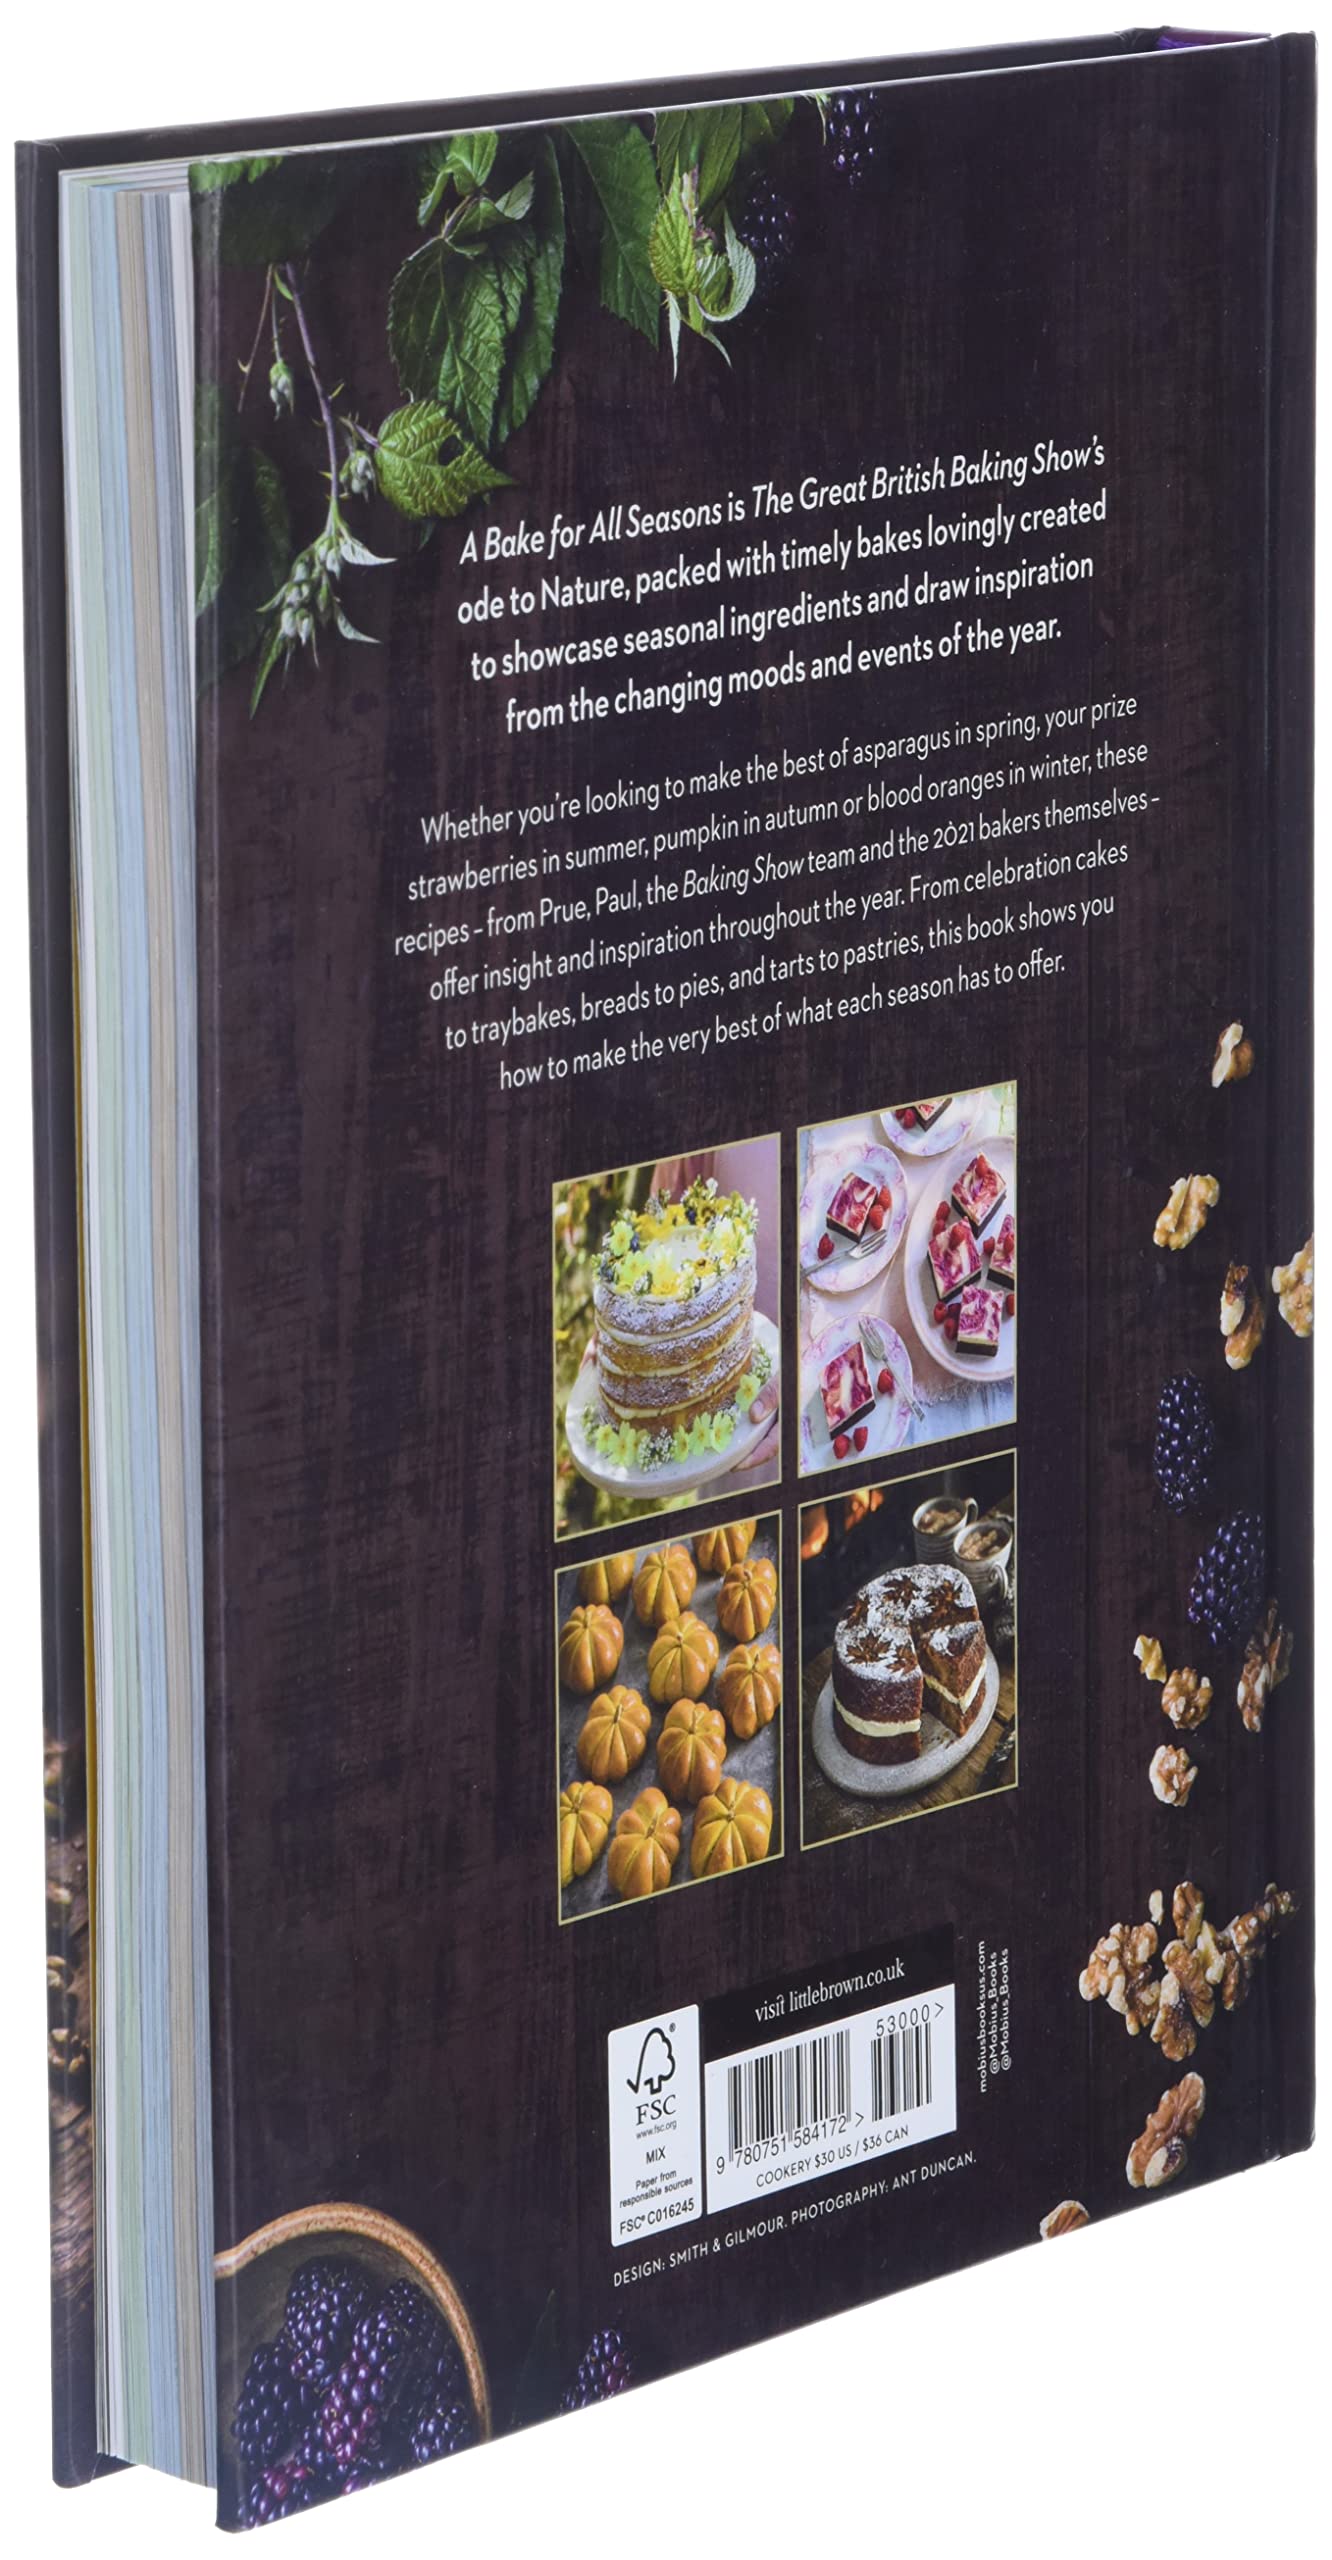 A Bake for All Seasons is The Great British Baking Show's
ode to Nature, packed with timely bakes lovingly created
to showcase seasonal ingredients and draw inspiration
from the changing moods and events of the year.
Whether you're looking to make the best of asparagus in spring, your prize
strawberries in summer, pumpkin in autumn or blood oranges in winter, these
recipes – from Prue, Paul, the Baking Show team and the 2021 bakers themselves –
offer insight and inspiration throughout the year. From celebration cakes
to traybakes, breads to pies, and tarts to pastries, this book shows you
how to make the very best of what each season has to offer.
visit littlebrown.co.uk
53000>
9 780751 584172 >
COOKERY $30 US / $36 CAN
®
FSC
www.fsc.org
MIX
Paper from
responsible sources
FSC® C016245
mobiusbooksus.com
@Mobius_Books
@Mobius_Books
DESIGN: SMITH & GILMOUR. PHOTOGRAPHY: ANT DUNCAN.